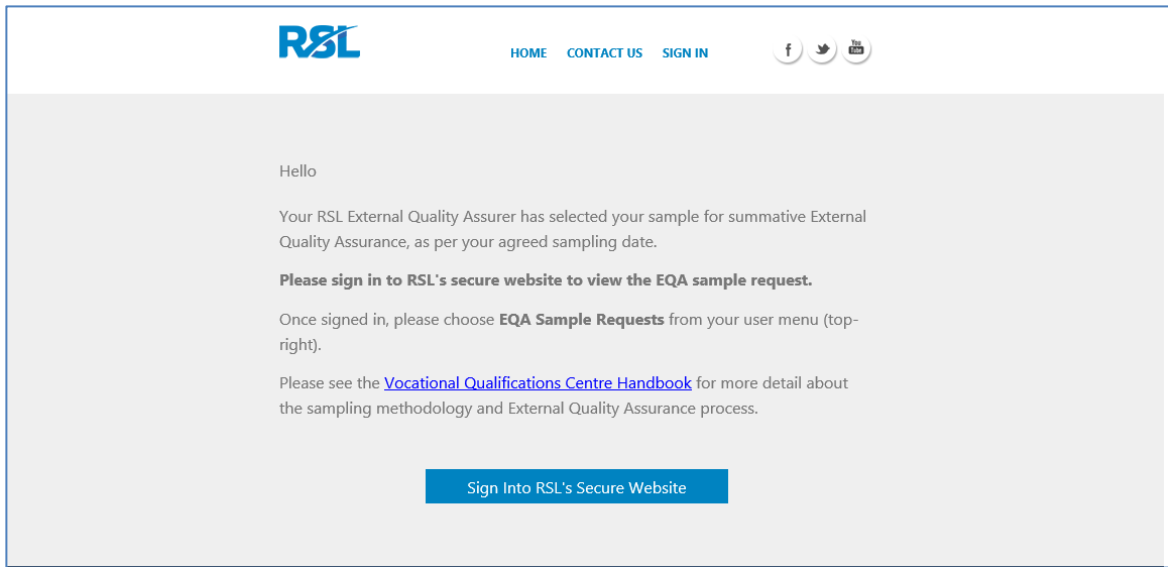 RSL
HOME CONTACT US SIGN IN
f You Tube
Hello
Your RSL External Quality Assurer has selected your sample for summative External
Quality Assurance, as per your agreed sampling date.
Please sign in to RSL's secure website to view the EQA sample request.
Once signed in, please choose EQA Sample Requests from your user menu (top-
right).
Please see the Vocational Qualifications Centre Handbook for more detail about
the sampling methodology and External Quality Assurance process.
Sign Into RSL's Secure Website